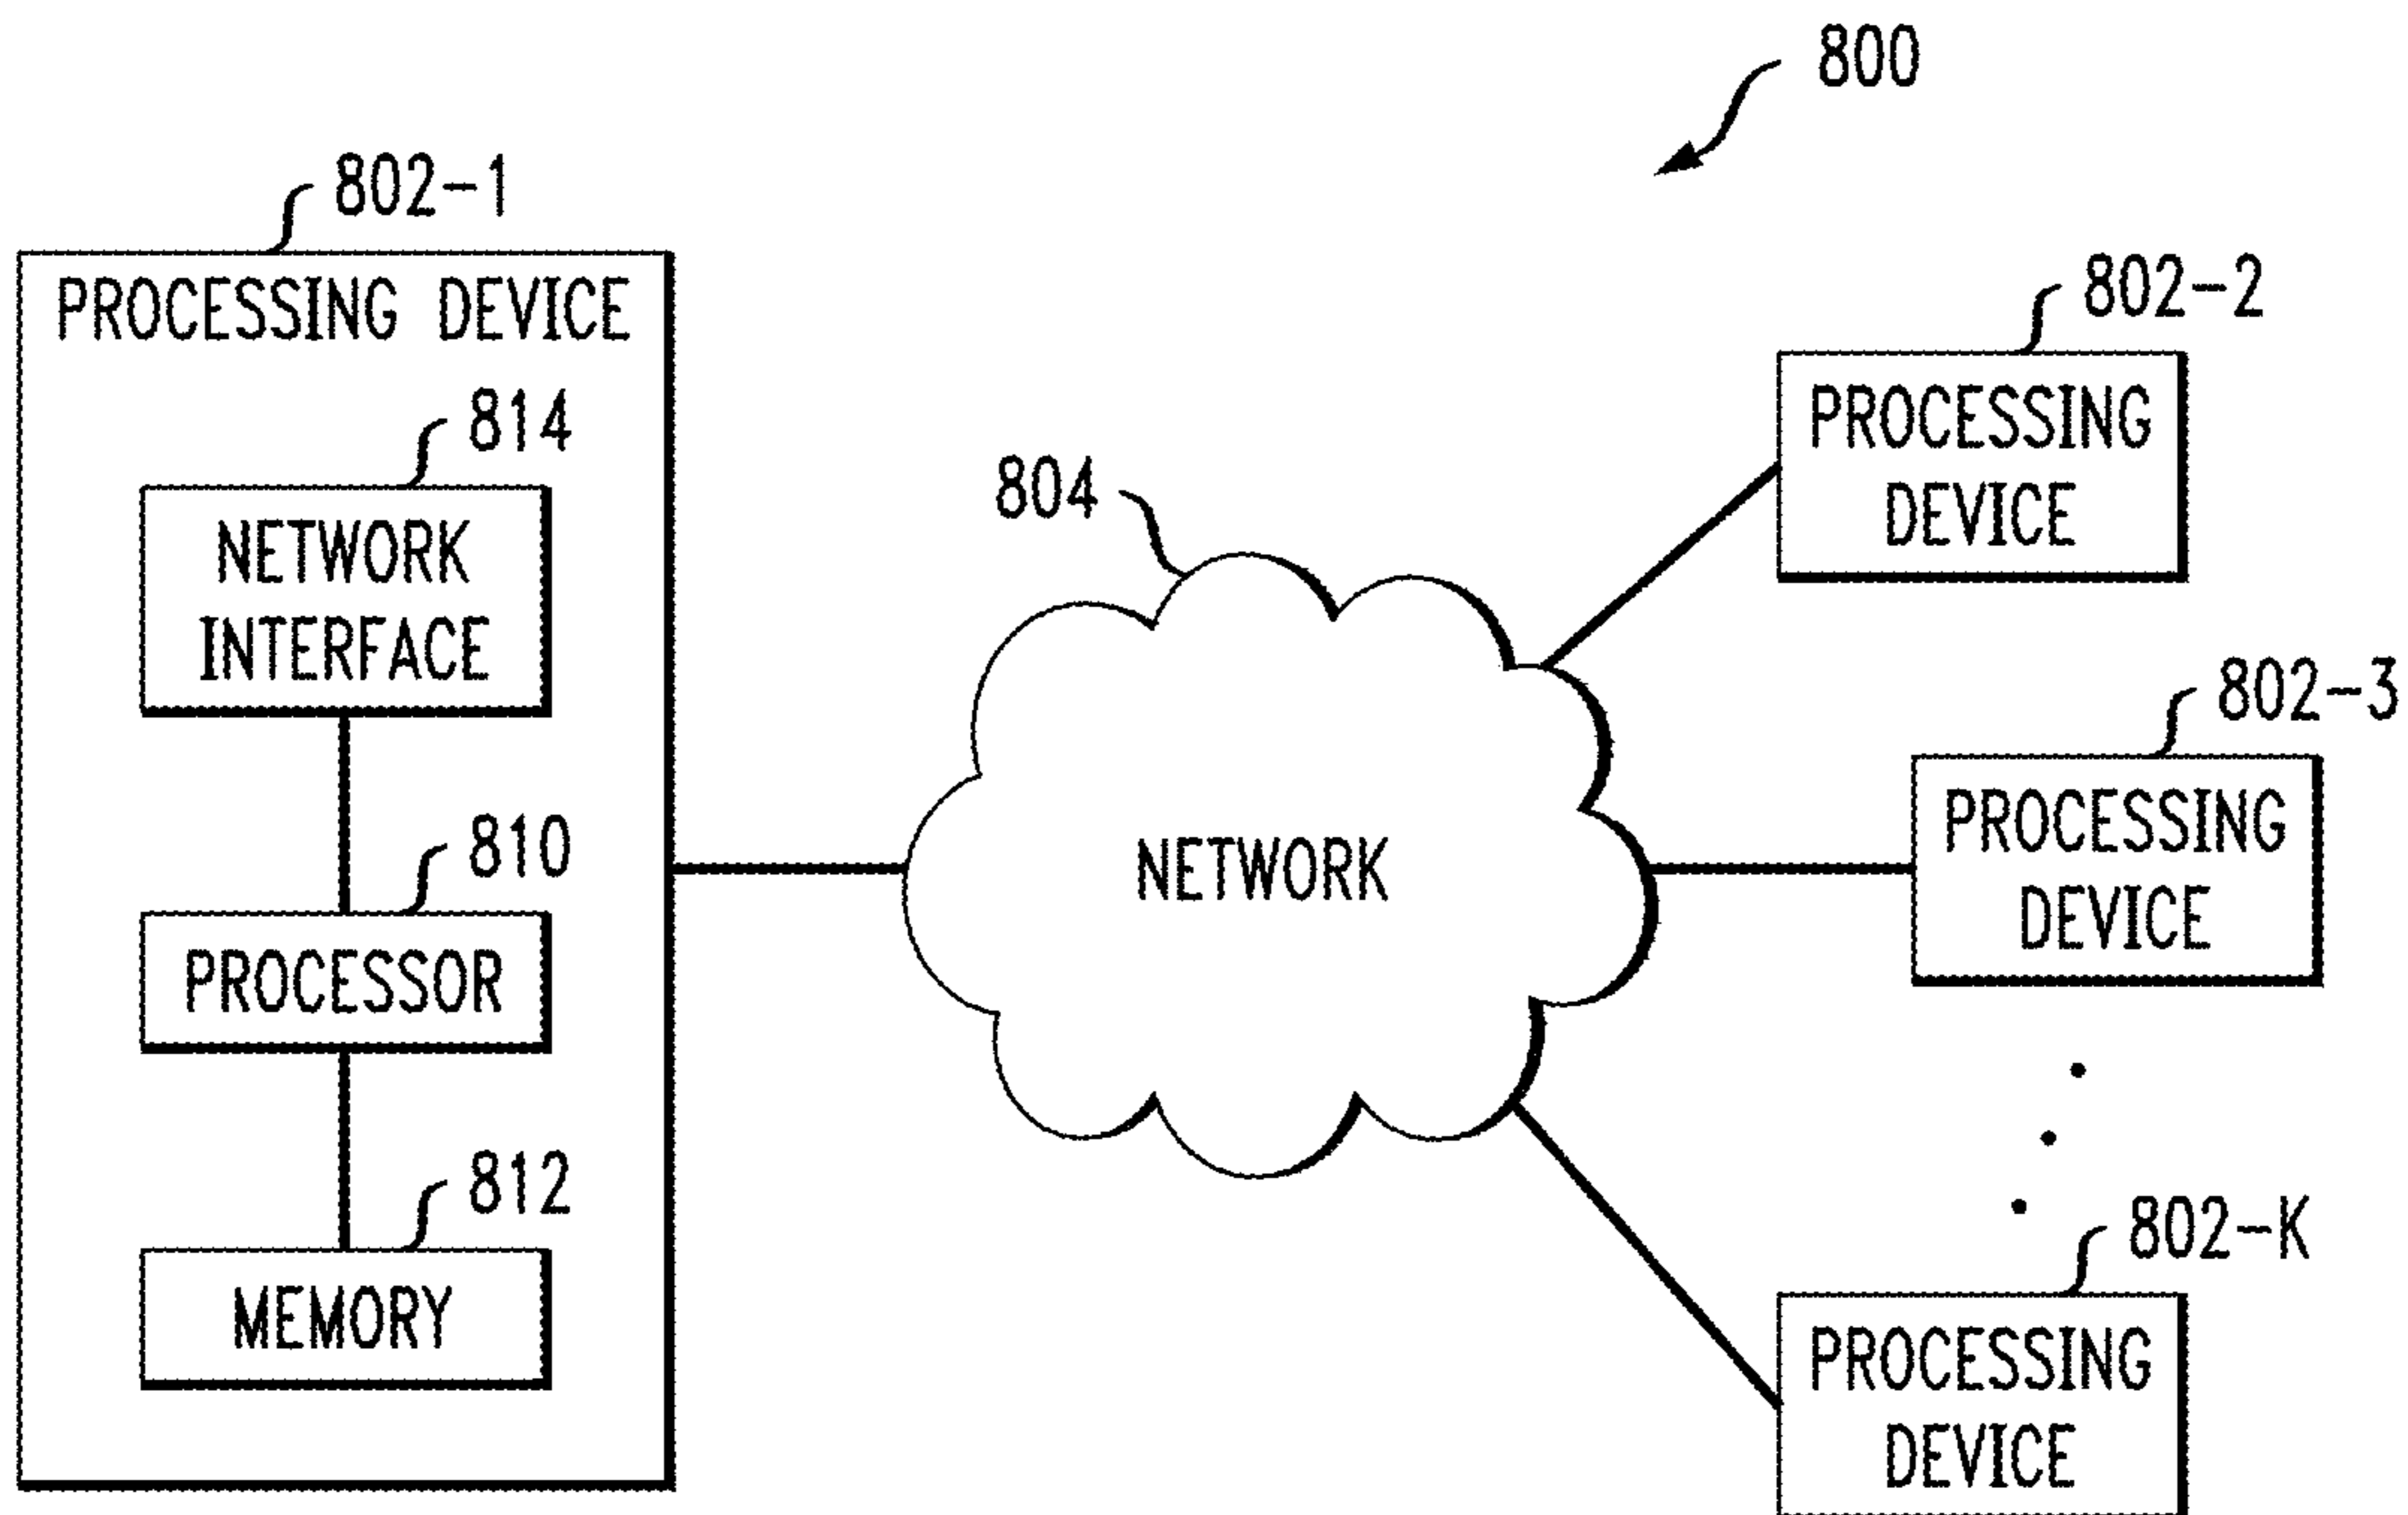 800
802-1
PROCESSING DEVICE
814
NETWORK
INTERFACE
810
PROCESSOR
812
MEMORY
804
NETWORK
802-2
PROCESSING
DEVICE
802-3
PROCESSING
DEVICE
802-K
PROCESSING
DEVICE